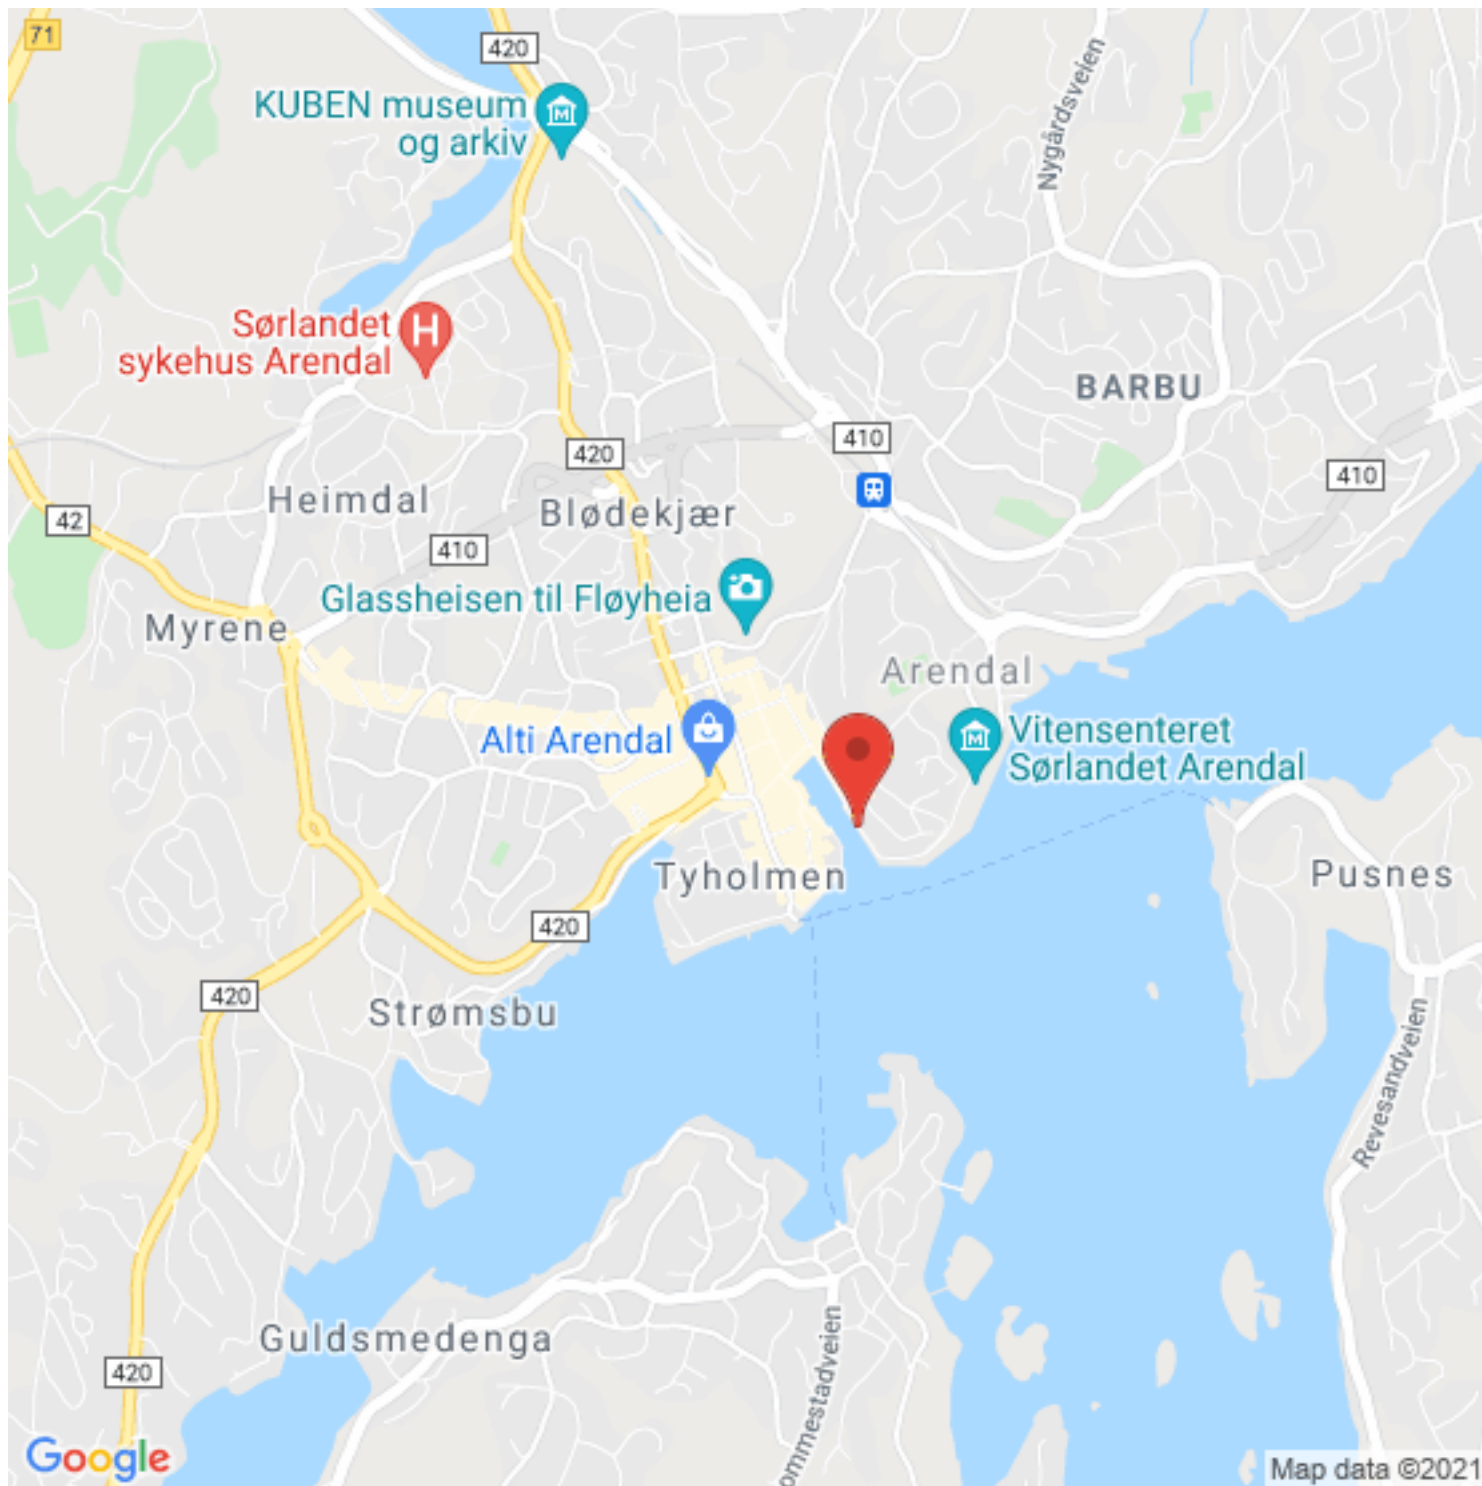 71
420
KUBEN museum
og arkiv
Nygårdsveien
Sørlandet
sykehus Arendal
H
BARBU
410
420
410
Heimdal
Blødekjær
42
410
Glassheisen til Fløyheia
Myrene
Arendal
Alti Arendal
Vitensenteret
Sørlandet Arendal
Tyholmen
Pusnes
420
420
Strømsbu
Revesandveien
Guldsmedenga
420
ommestadveien
Google
Map data ©2021